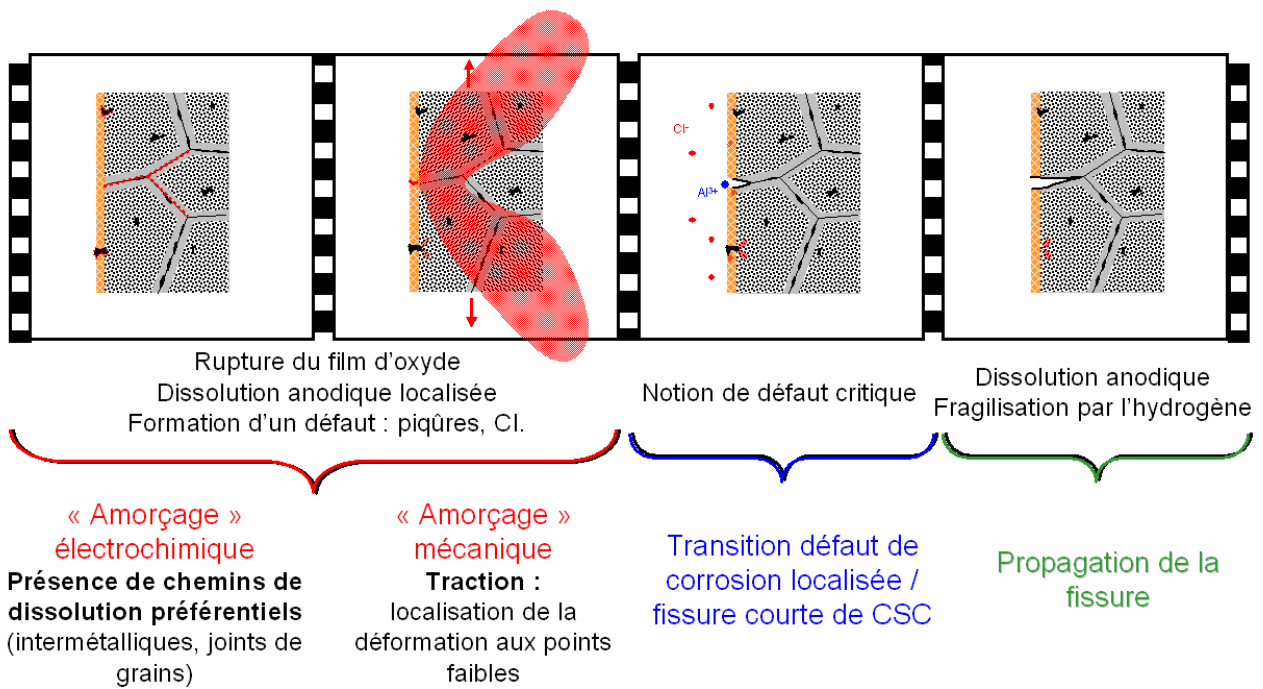 Cl-
Al3+
Rupture du film d'oxyde
Dissolution anodique localisée
Formation d'un défaut : piqûres, CI.
Notion de défaut critique
Dissolution anodique
Fragilisation par l'hydrogène
« Amorçage »
électrochimique
Présence de chemins de
dissolution préférentiels
(intermétalliques, joints de
grains)
« Amorçage »
mécanique
Traction :
localisation de la
déformation aux points
faibles
Transition défaut de
corrosion localisée /
fissure courte de CSC
Propagation de la
fissure